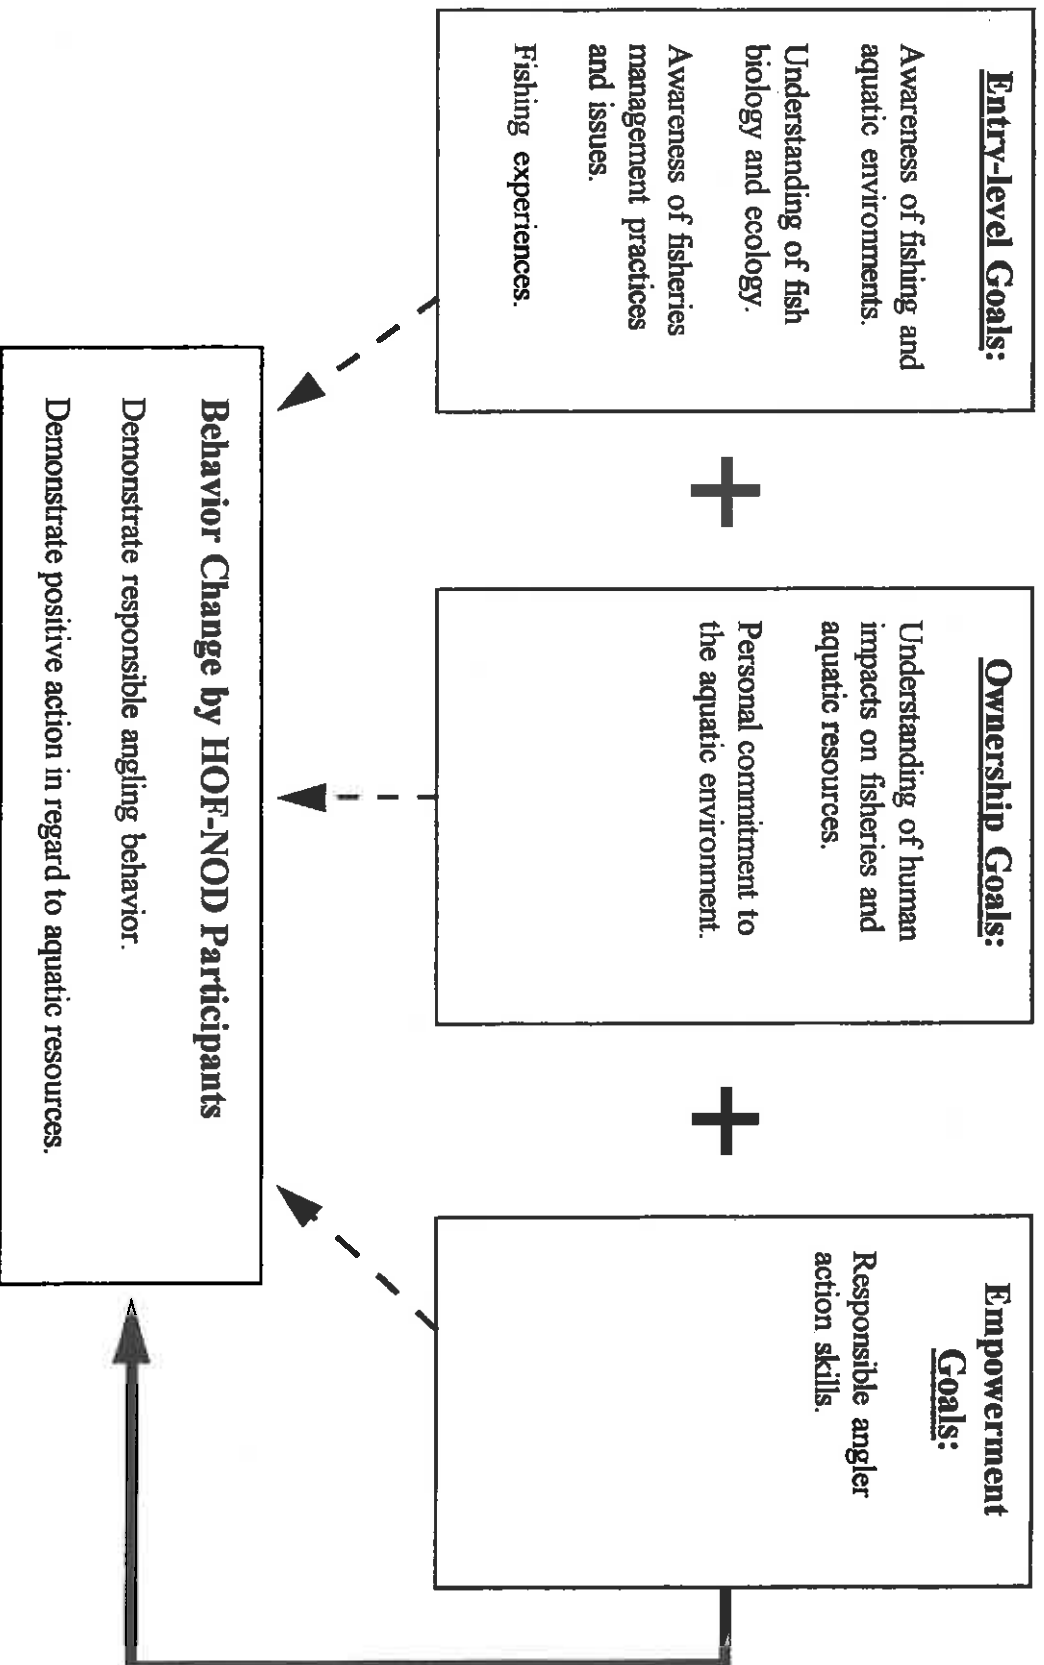 Entry-level Goals:
Awareness of fishing and
aquatic environments.
Understanding of fish
biology and ecology.
Awareness of fisheries
management practices
and issues.
Fishing experiences.
+
Ownership Goals:
Understanding of human
impacts on fisheries and
aquatic resources.
Personal commitment to
the aquatic environment.
+
Empowerment
Goals:
Responsible angler
action skills.
Behavior Change by HOF-NOD Participants
Demonstrate responsible angling behavior.
Demonstrate positive action in regard to aquatic resources.